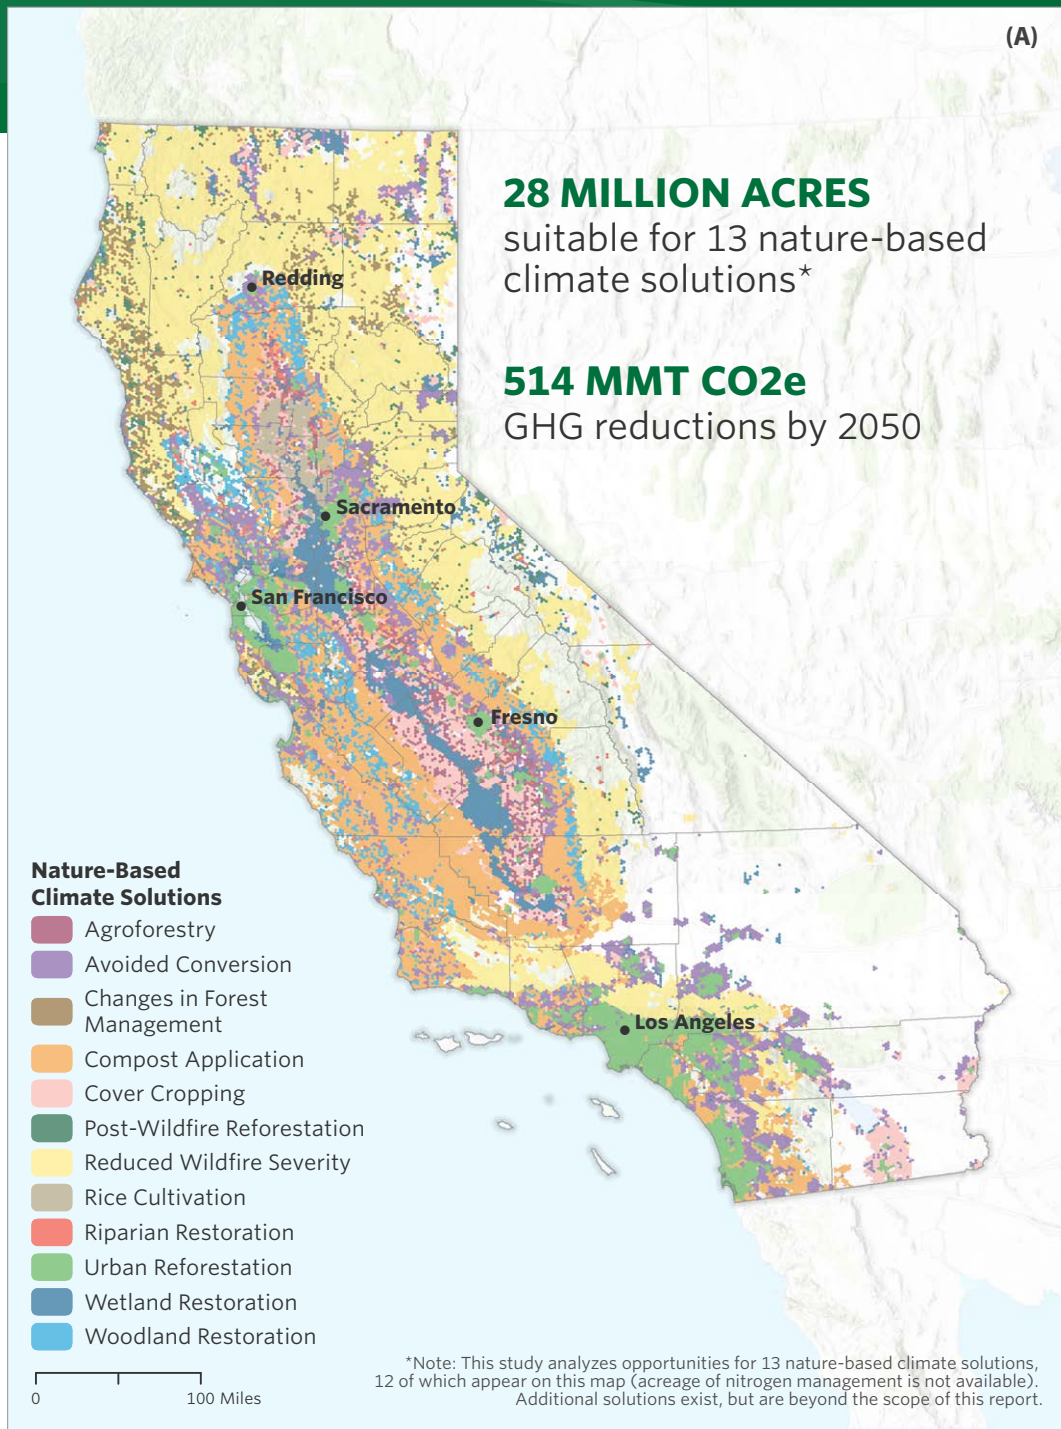 (A)
28 MILLION ACRES
suitable for 13 nature-based
climate solutions*
514 MMT CO2e
GHG reductions by 2050
Redding
Sacramento
San Francisco
Fresno
Los Angeles
Nature-Based
Climate Solutions
Agroforestry
Avoided Conversion
Changes in Forest
Management
Compost Application
Cover Cropping
Post-Wildfire Reforestation
Reduced Wildfire Severity
Rice Cultivation
Riparian Restoration
Urban Reforestation
Wetland Restoration
Woodland Restoration
0 100 Miles
*Note: This study analyzes opportunities for 13 nature-based climate solutions,
12 of which appear on this map (acreage of nitrogen management is not available).
Additional solutions exist, but are beyond the scope of this report.